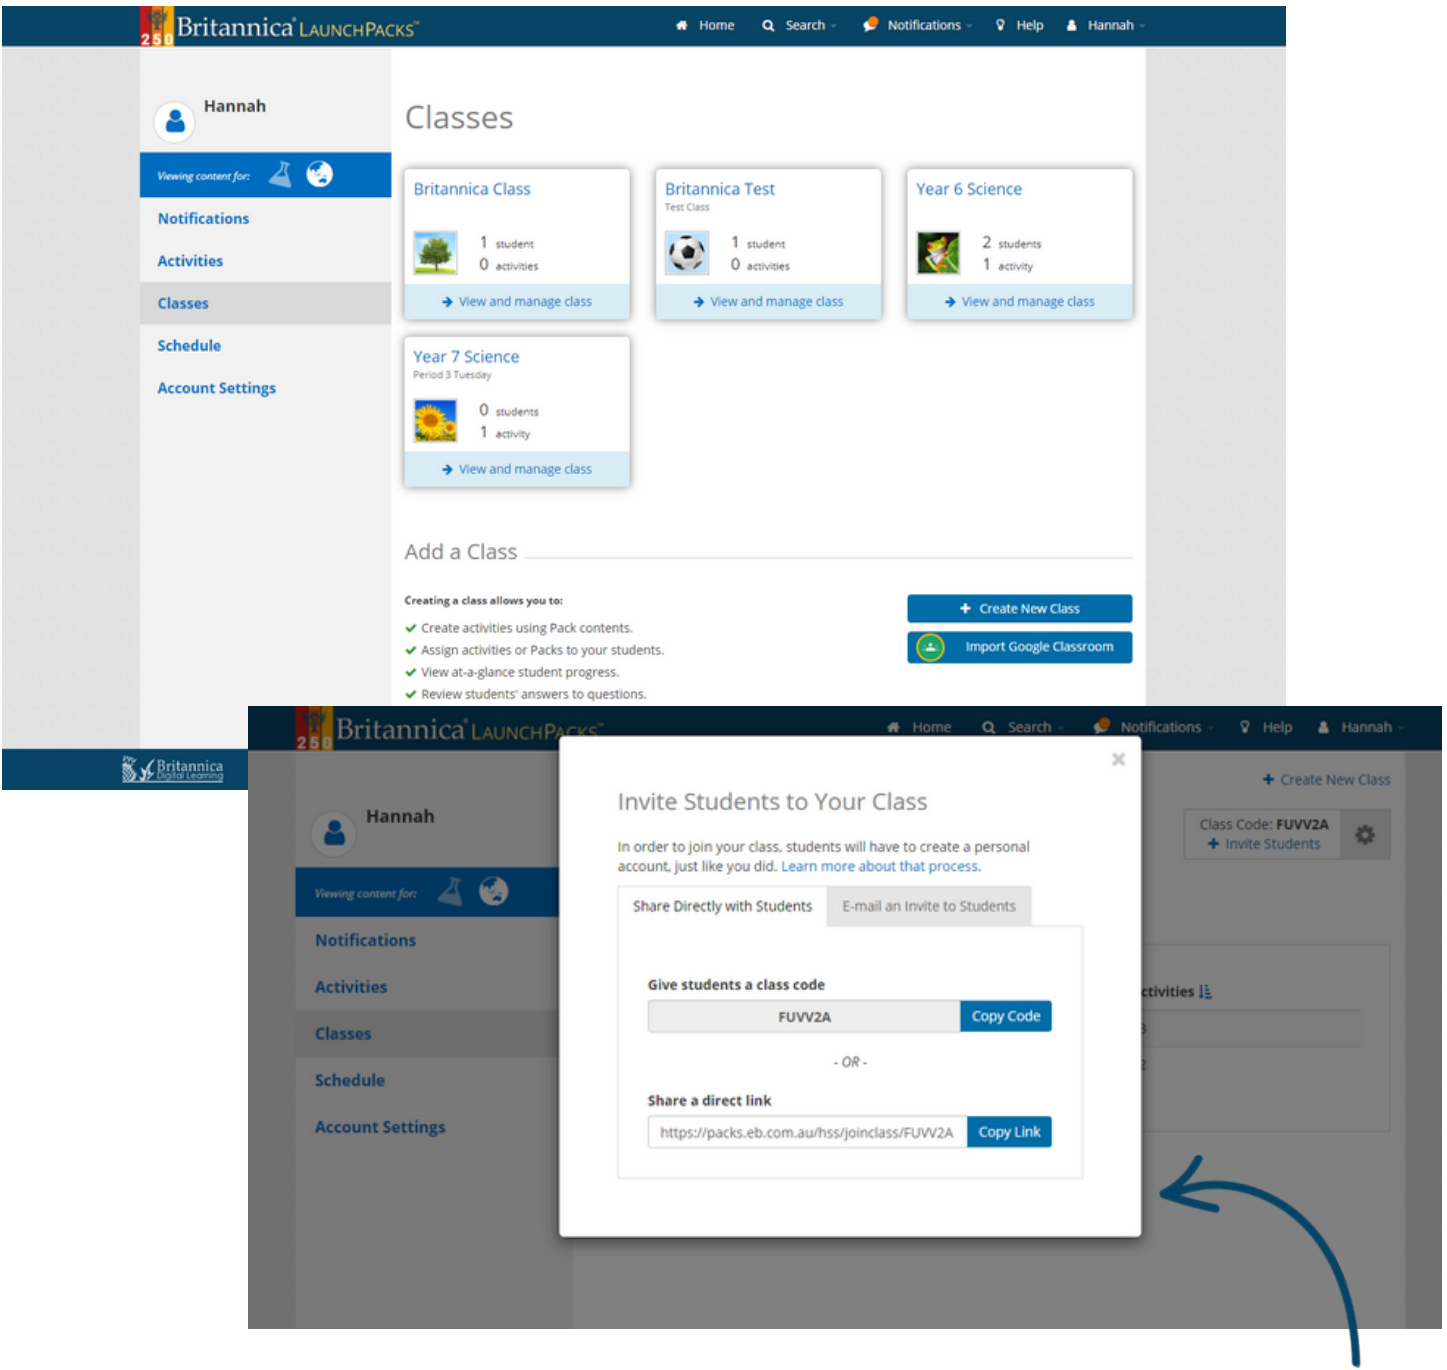 250 Britannica® LAUNCHPACKS™
Home Search Notifications Help Hannah
Hannah
Viewing content for:
Notifications
Activities
Classes
Schedule
Account Settings
Classes
Britannica Class
1 student
0 activities
View and manage class
Britannica Test
Test Class
1 student
0 activities
View and manage class
Year 6 Science
2 students
1 activity
View and manage class
Year 7 Science
Period 3 Tuesday
0 students
1 activity
View and manage class
Add a Class
Creating a class allows you to:
Create activities using Pack contents.
Assign activities or Packs to your students.
View at-a-glance student progress.
Review students' answers to questions.
+ Create New Class
Import Google Classroom
Britannica
Digital Learning
250 Britannica® LAUNCHPACKS™
Home Search Notifications Help Hannah
Hannah
Viewing content for:
Notifications
Activities
Classes
Schedule
Account Settings
+ Create New Class
Class Code: FUVV2A
+ Invite Students
×
Invite Students to Your Class
In order to join your class, students will have to create a personal
account, just like you did. Learn more about that process.
Share Directly with Students E-mail an Invite to Students
Give students a class code
FUVV2A Copy Code
- OR -
Share a direct link
https://packs.eb.com.au/hss/joinclass/FUVV2A Copy Link
ctivities